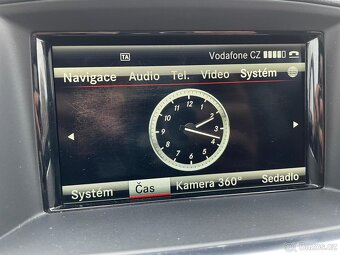 TA Vodafone CZ
Navigace Audio Tel. Video Systém
12
11 1
10 2
9 3
8 4
7 5
6
Systém Čas Kamera 360° Sedadlo